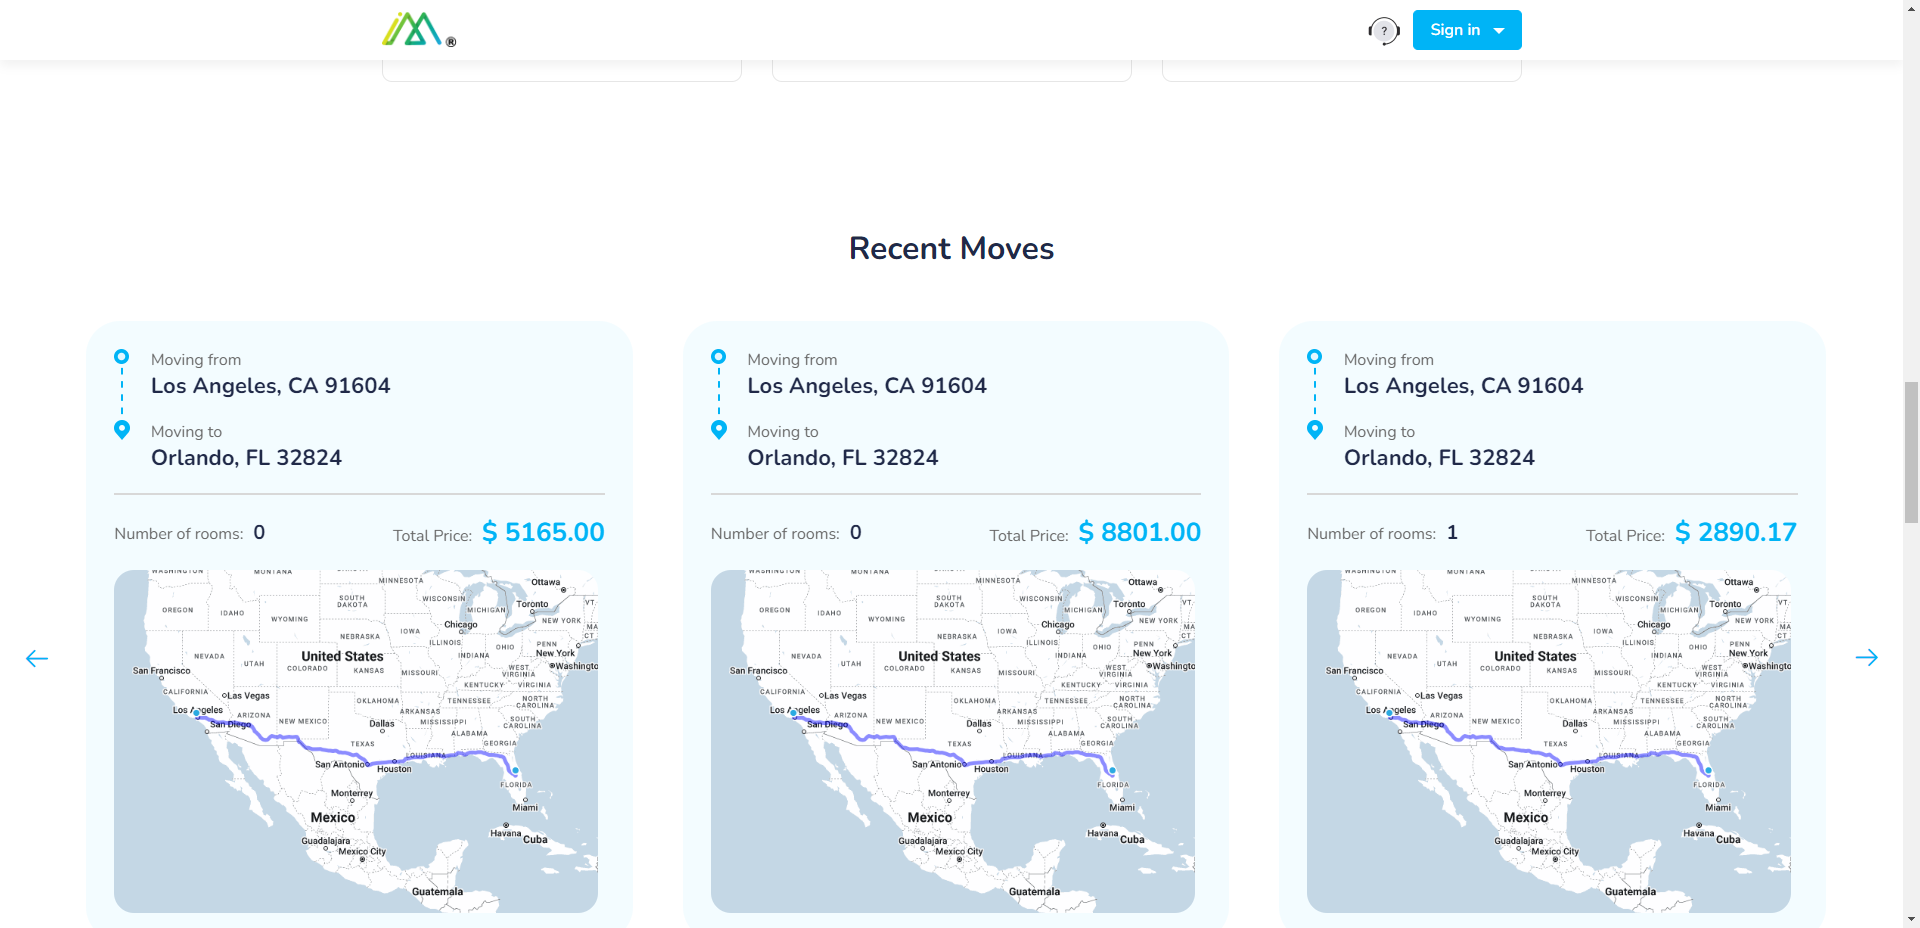 ®
?
Sign in
Recent Moves
Moving from
Los Angeles, CA 91604
Moving to
Orlando, FL 32824
Number of rooms: 0
Total Price: $ 5165.00
WASHINGTON
MONTANA
MINNESOTA
Ottawa
SOUTH DAKOTA
WISCONSIN
MICHIGAN
Toronto
VT.
OREGON
IDAHO
WYOMING
Chicago
NEW YORK
MA
CT
NEBRASKA
IOWA
ILLINOIS
OHIO
PENN
New York
NEVADA
UTAH
United States
COLORADO
KANSAS
MISSOURI
INDIANA
WEST VIRGINIA
Washingto
San Francisco
CALIFORNIA
Las Vegas
KENTUCKY
VIRGINIA
OKLAHOMA
TENNESSEE
NORTH CAROLINA
Los Angeles
San Diego
ARIZONA
NEW MEXICO
Dallas
ARKANSAS
MISSISSIPPI
SOUTH CAROLINA
ALABAMA
TEXAS
GEORGIA
LOUISIANA
San Antonio
Houston
FLORIDA
Monterrey
Miami
Mexico
Havana
Cuba
Guadalajara
Mexico City
Guatemala
Moving from
Los Angeles, CA 91604
Moving to
Orlando, FL 32824
Number of rooms: 0
Total Price: $ 8801.00
WASHINGTON
MONTANA
MINNESOTA
Ottawa
SOUTH DAKOTA
WISCONSIN
MICHIGAN
Toronto
VT.
OREGON
IDAHO
WYOMING
Chicago
NEW YORK
MA
CT
NEBRASKA
IOWA
ILLINOIS
OHIO
PENN
New York
NEVADA
UTAH
United States
COLORADO
KANSAS
MISSOURI
INDIANA
WEST VIRGINIA
Washingto
San Francisco
CALIFORNIA
Las Vegas
KENTUCKY
VIRGINIA
OKLAHOMA
TENNESSEE
NORTH CAROLINA
Los Angeles
San Diego
ARIZONA
NEW MEXICO
Dallas
ARKANSAS
MISSISSIPPI
SOUTH CAROLINA
ALABAMA
TEXAS
GEORGIA
LOUISIANA
San Antonio
Houston
FLORIDA
Monterrey
Miami
Mexico
Havana
Cuba
Guadalajara
Mexico City
Guatemala
Moving from
Los Angeles, CA 91604
Moving to
Orlando, FL 32824
Number of rooms: 1
Total Price: $ 2890.17
WASHINGTON
MONTANA
MINNESOTA
Ottawa
SOUTH DAKOTA
WISCONSIN
MICHIGAN
Toronto
VT.
OREGON
IDAHO
WYOMING
Chicago
NEW YORK
MA
CT
NEBRASKA
IOWA
ILLINOIS
OHIO
PENN
New York
NEVADA
UTAH
United States
COLORADO
KANSAS
MISSOURI
INDIANA
WEST VIRGINIA
Washingto
San Francisco
CALIFORNIA
Las Vegas
KENTUCKY
VIRGINIA
OKLAHOMA
TENNESSEE
NORTH CAROLINA
Los Angeles
San Diego
ARIZONA
NEW MEXICO
Dallas
ARKANSAS
MISSISSIPPI
SOUTH CAROLINA
ALABAMA
TEXAS
GEORGIA
LOUISIANA
San Antonio
Houston
FLORIDA
Monterrey
Miami
Mexico
Havana
Cuba
Guadalajara
Mexico City
Guatemala